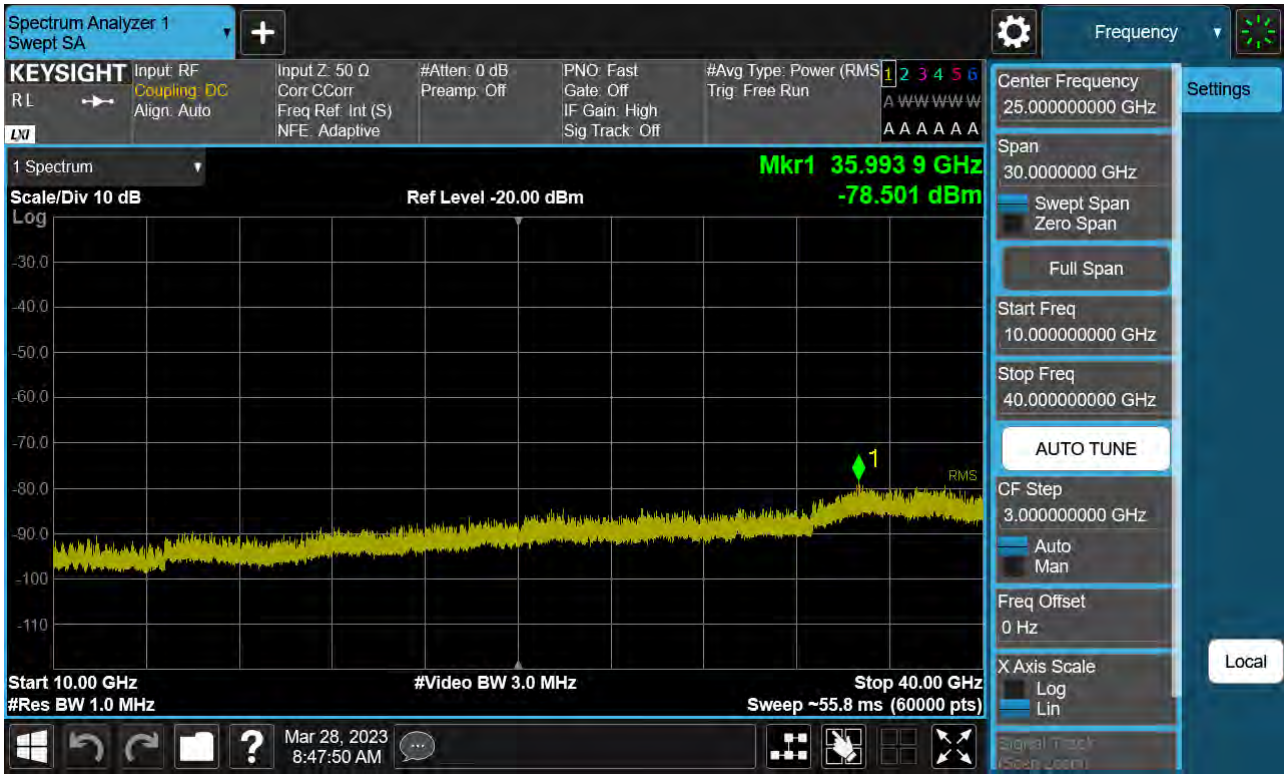 Spectrum Analyzer 1
Swept SA
+
Frequency
KEYSIGHT
RL
LXI
Input: RF
Coupling: DC
Align: Auto
Input Z: 50 Ω
Corr CCorr
Freq Ref: Int (S)
NFE: Adaptive
#Atten: 0 dB
Preamp: Off
PNO: Fast
Gate: Off
IF Gain: High
Sig Track: Off
#Avg Type: Power (RMS
Trig: Free Run
1 2 3 4 5 6
A W W W W W
A A A A A A
1 Spectrum
Scale/Div 10 dB
Ref Level -20.00 dBm
Mkr1 35.993 9 GHz
-78.501 dBm
Log
-30.0
-40.0
-50.0
-60.0
-70.0
-80.0
-90.0
-100
-110
1
RMS
Start 10.00 GHz
#Video BW 3.0 MHz
Stop 40.00 GHz
#Res BW 1.0 MHz
Sweep ~55.8 ms (60000 pts)
Center Frequency
25.000000000 GHz
Span
30.0000000 GHz
Swept Span
Zero Span
Full Span
Start Freq
10.000000000 GHz
Stop Freq
40.000000000 GHz
AUTO TUNE
CF Step
3.000000000 GHz
Auto
Man
Freq Offset
0 Hz
X Axis Scale
Log
Lin
Signal Track
(Span Zoom)
Settings
Local
?
Mar 28, 2023
8:47:50 AM